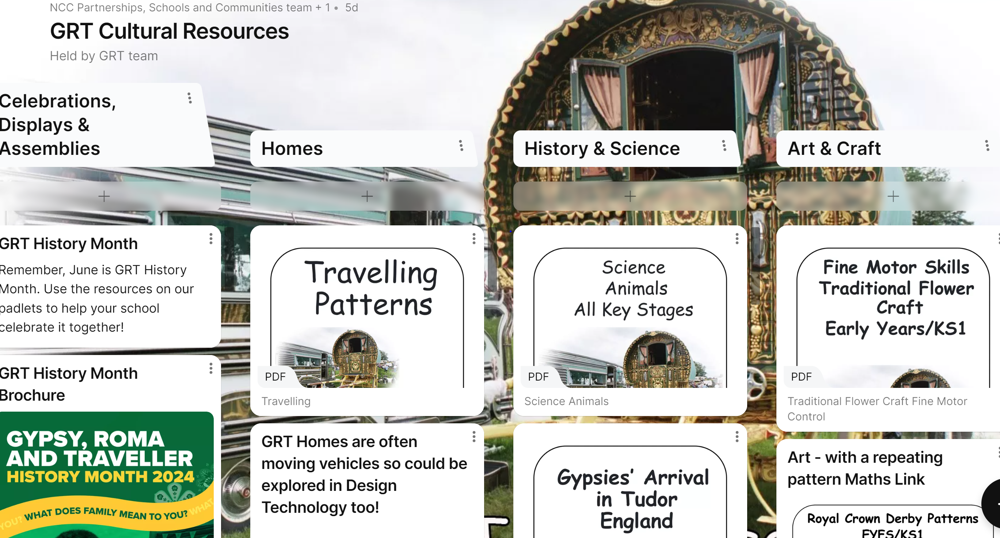 NCC Partnerships, Schools and Communities team + 1 • 5d
GRT Cultural Resources
Held by GRT team
Celebrations,
Displays &
Assemblies
GRT History Month
Remember, June is GRT History
Month. Use the resources on our
padlets to help your school
celebrate it together!
GRT History Month
Brochure
GYPSY, ROMA
AND TRAVELLER
HISTORY MONTH 2024
YOU? WHAT DOES FAMILY MEAN TO YOU? WHAT
Homes
Travelling
Patterns
PDF
Travelling
GRT Homes are often
moving vehicles so could be
explored in Design
Technology too!
History & Science
Science
Animals
All Key Stages
PDF
Science Animals
Gypsies' Arrival
in Tudor
England
Art & Craft
Fine Motor Skills
Traditional Flower
Craft
Early Years/KS1
PDF
Traditional Flower Craft Fine Motor
Control
Art - with a repeating
pattern Maths Link
Royal Crown Derby Patterns
EYFS/KS1